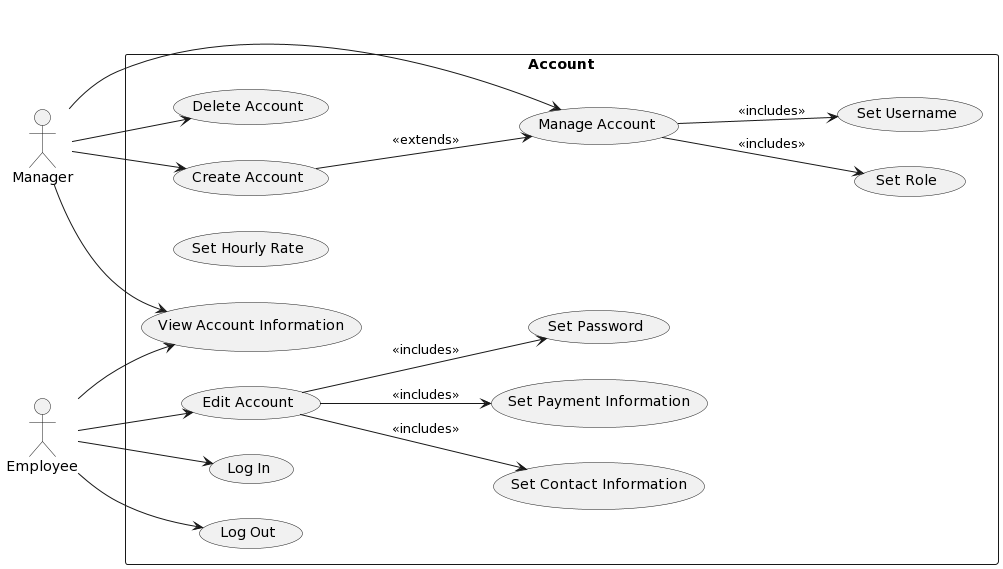 Account
Delete Account
Manage Account
«includes»
Set Username
«extends»
«includes»
Manager
Create Account
Set Role
Set Hourly Rate
View Account Information
Set Password
«includes»
Edit Account
«includes»
Set Payment Information
«includes»
Employee
Log In
Set Contact Information
Log Out